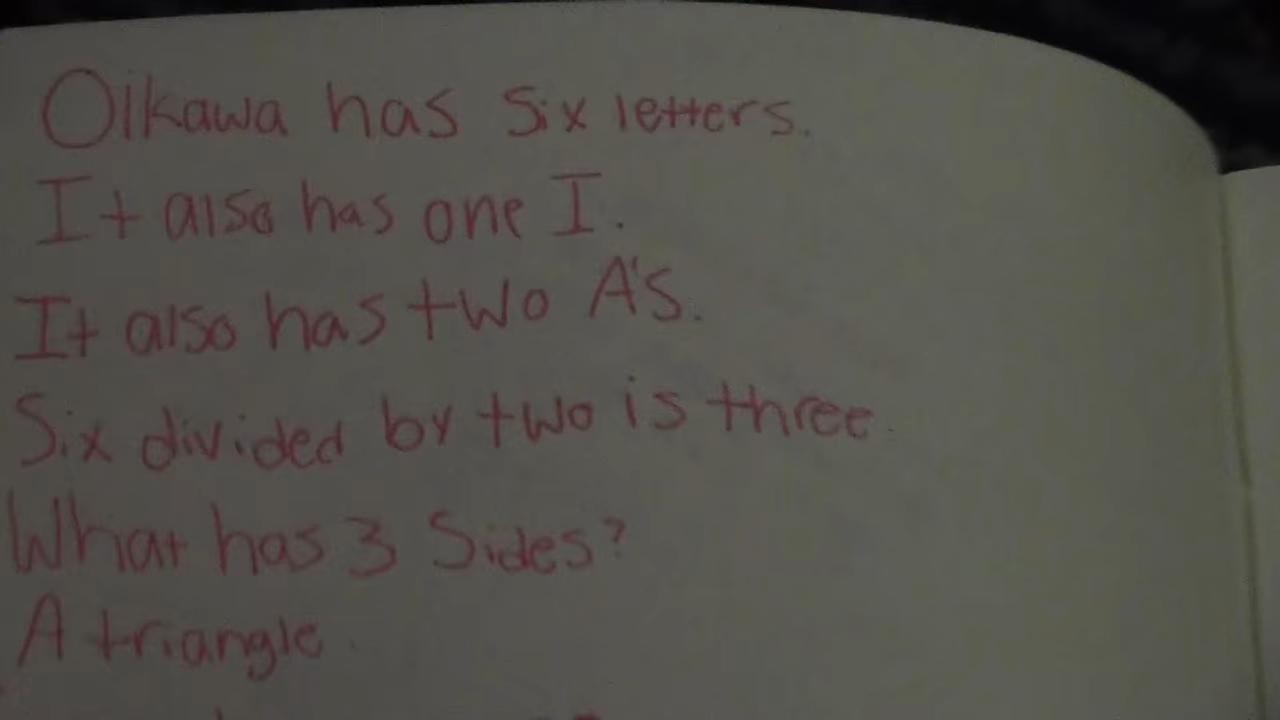 Oikawa has six letters.
It also has one I.
It also has two A's.
Six divided by two is three.
What has 3 Sides?
A triangle.